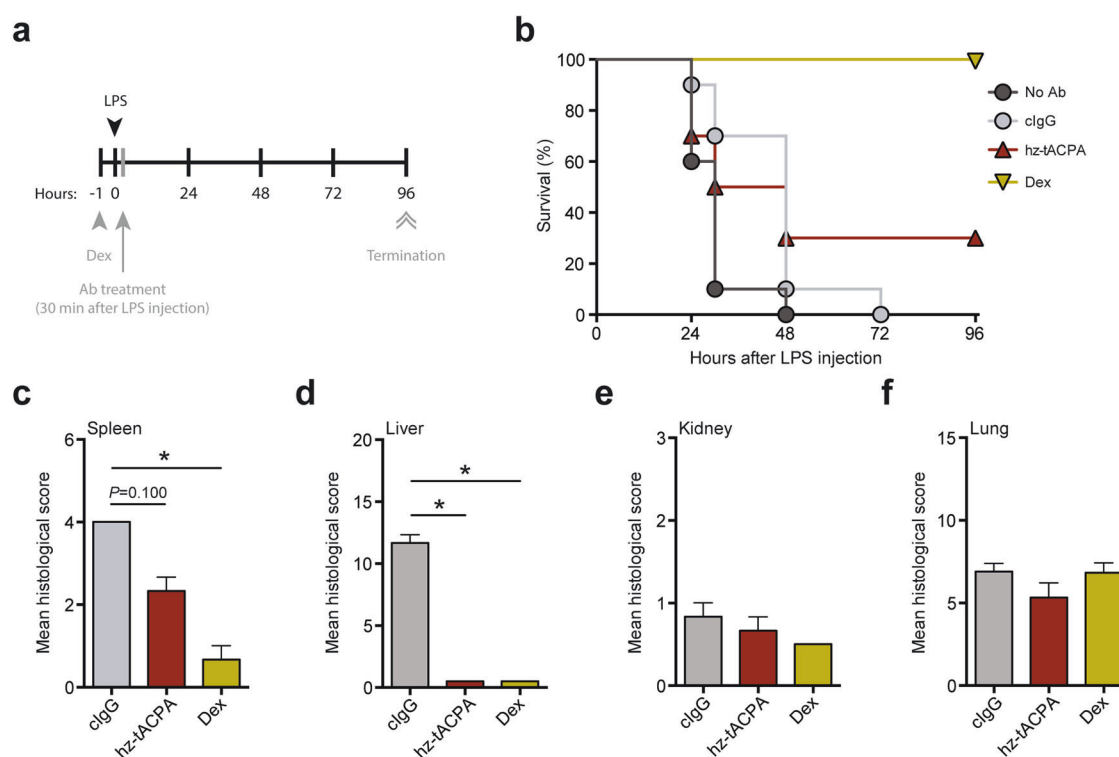 a
LPS
Hours: -1 0 24 48 72 96
Dex
Termination
Ab treatment
(30 min after LPS injection)
b
Survival (%)
100
80
60
40
20
0
0 24 48 72 96
Hours after LPS injection
No Ab
cIgG
hz-tACPA
Dex
c
Spleen
Mean histological score
6
4
2
0
*
P=0.100
cIgG
hz-tACPA
Dex
d
Liver
Mean histological score
20
15
10
5
0
*
*
cIgG
hz-tACPA
Dex
e
Kidney
Mean histological score
3
2
1
0
cIgG
hz-tACPA
Dex
f
Lung
Mean histological score
15
10
5
0
cIgG
hz-tACPA
Dex